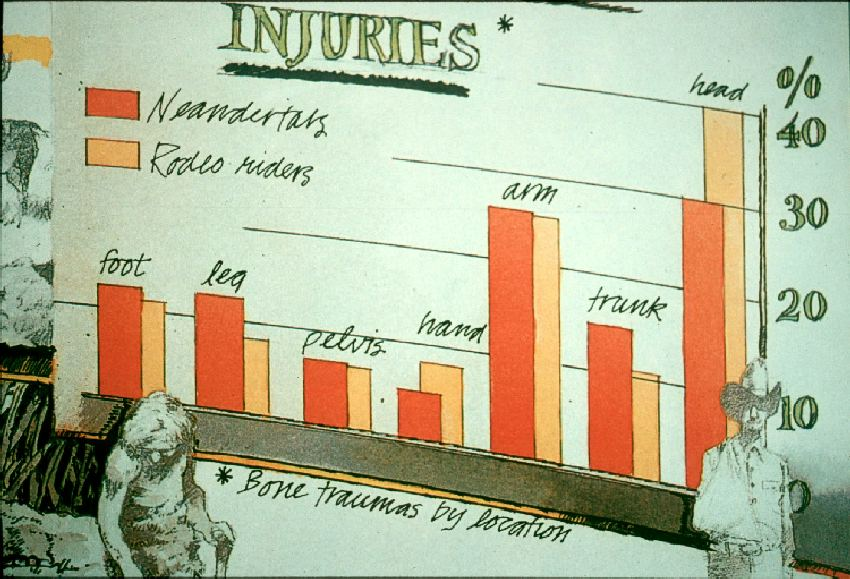 INJURIES *
Neandertals
Rodeo riders
foot
leg
pelvis
hand
arm
trunk
head
%
40
30
20
10
0
* Bone traumas by location